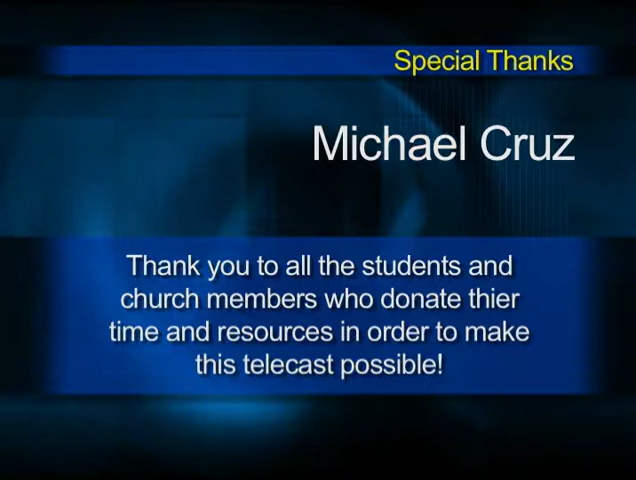 Special Thanks
Michael Cruz
Thank you to all the students and
church members who donate thier
time and resources in order to make
this telecast possible!